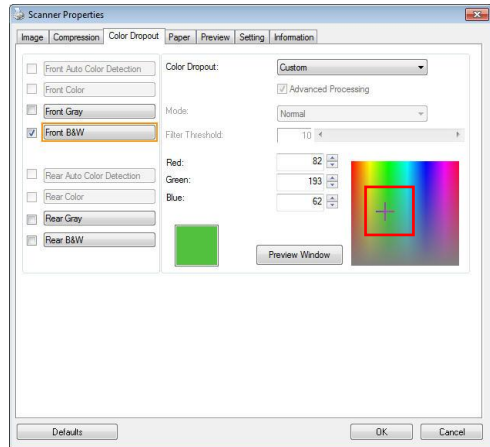 Scanner Properties
Image Compression Color Dropout Paper Preview Setting Information
Front Auto Color Detection
Front Color
Front Gray
Front B&W
Rear Auto Color Detection
Rear Color
Rear Gray
Rear B&W
Color Dropout: Custom
Advanced Processing
Mode: Normal
Filter Threshold: 10
Red: 82
Green: 193
Blue: 62
Preview Window
Defaults OK Cancel